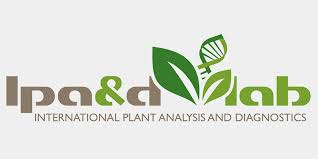 Ipa&d lab
INTERNATIONAL PLANT ANALYSIS AND DIAGNOSTICS